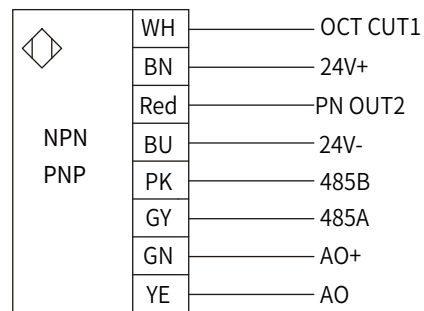 WH OCT CUT1
BN 24V+
Red PN OUT2
NPN
BU 24V-
PNP
PK 485B
GY 485A
GN AO+
YE AO